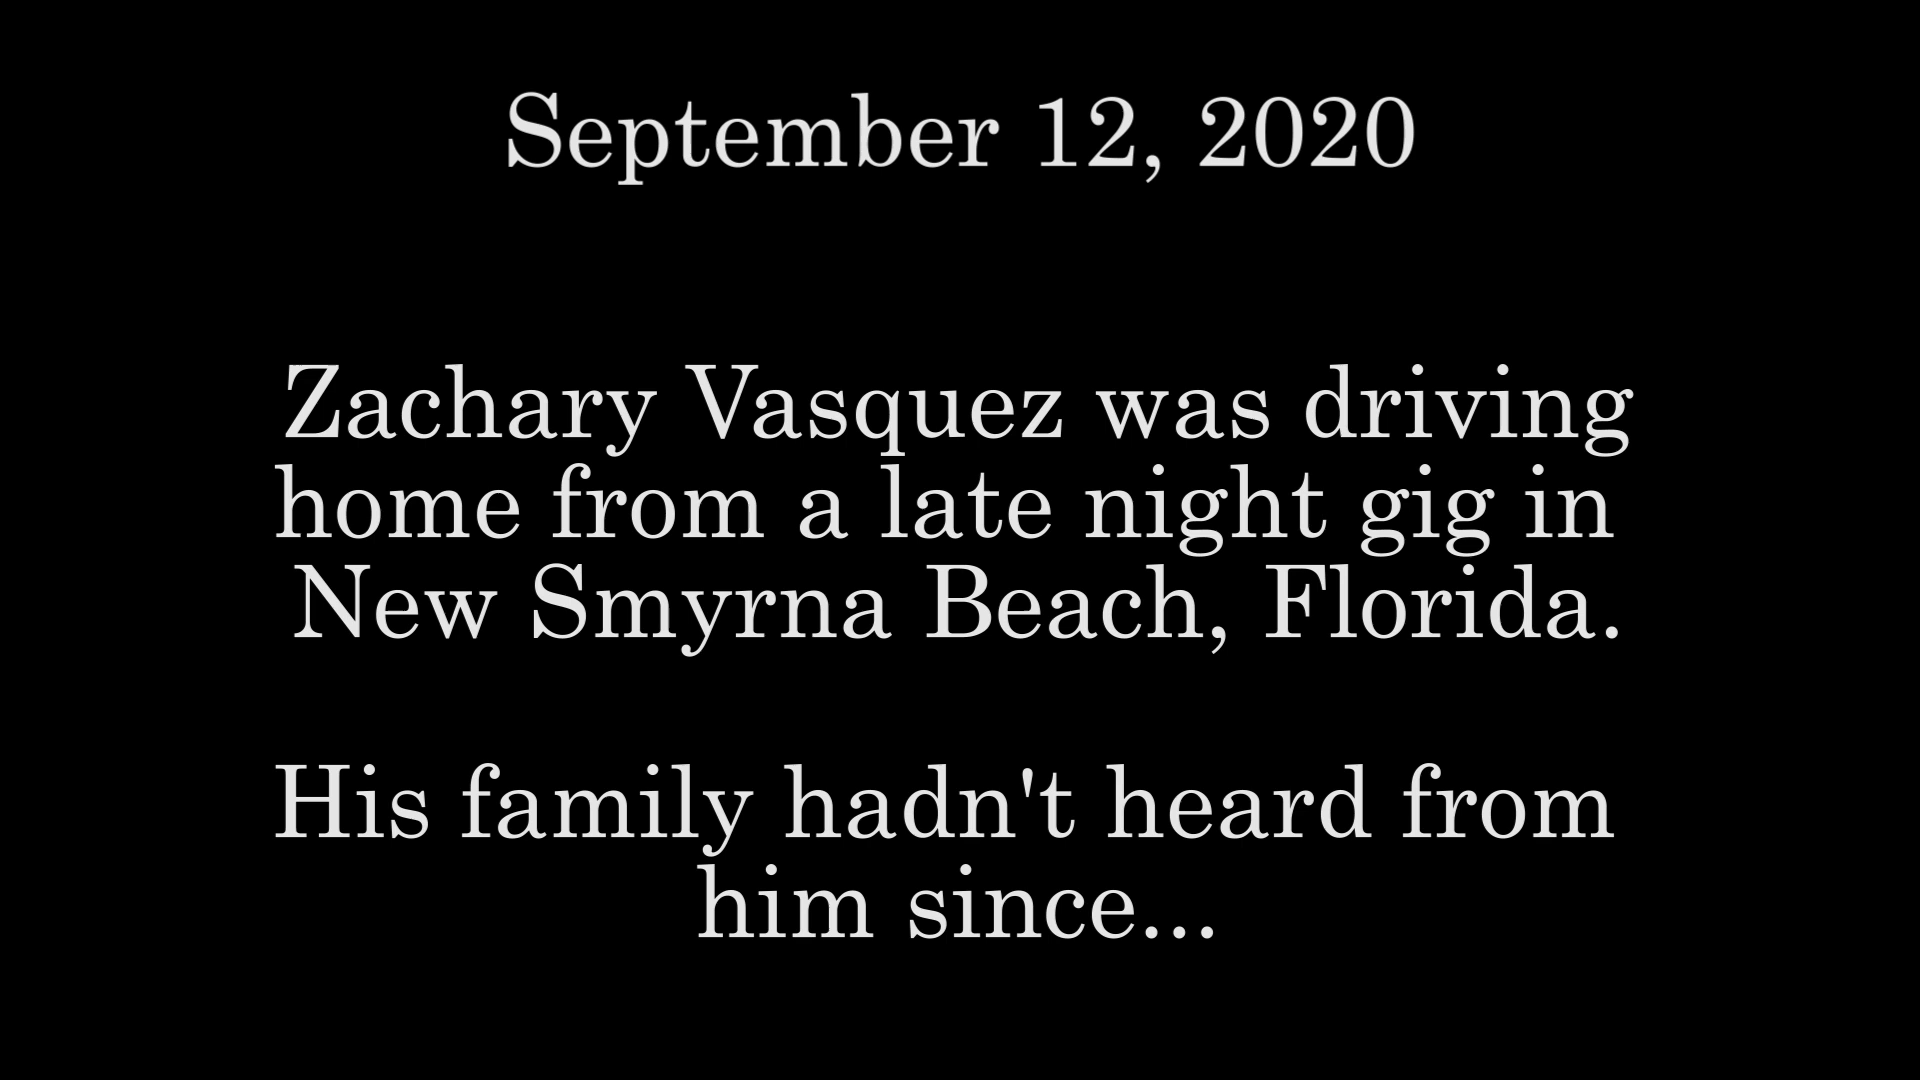 September 12, 2020
Zachary Vasquez was driving
home from a late night gig in
New Smyrna Beach, Florida.
His family hadn't heard from
him since...